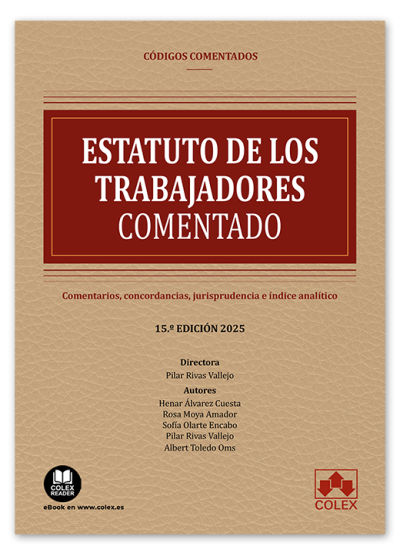 CÓDIGOS COMENTADOS
ESTATUTO DE LOS
TRABAJADORES
COMENTADO
Comentarios, concordancias, jurisprudencia e índice analítico
15.ª EDICIÓN 2025
Directora
Pilar Rivas Vallejo
Autores
Henar Álvarez Cuesta
Rosa Moya Amador
Sofía Olarte Encabo
Pilar Rivas Vallejo
Albert Toledo Oms
COLEX
READER
eBook en www.colex.es
COLEX